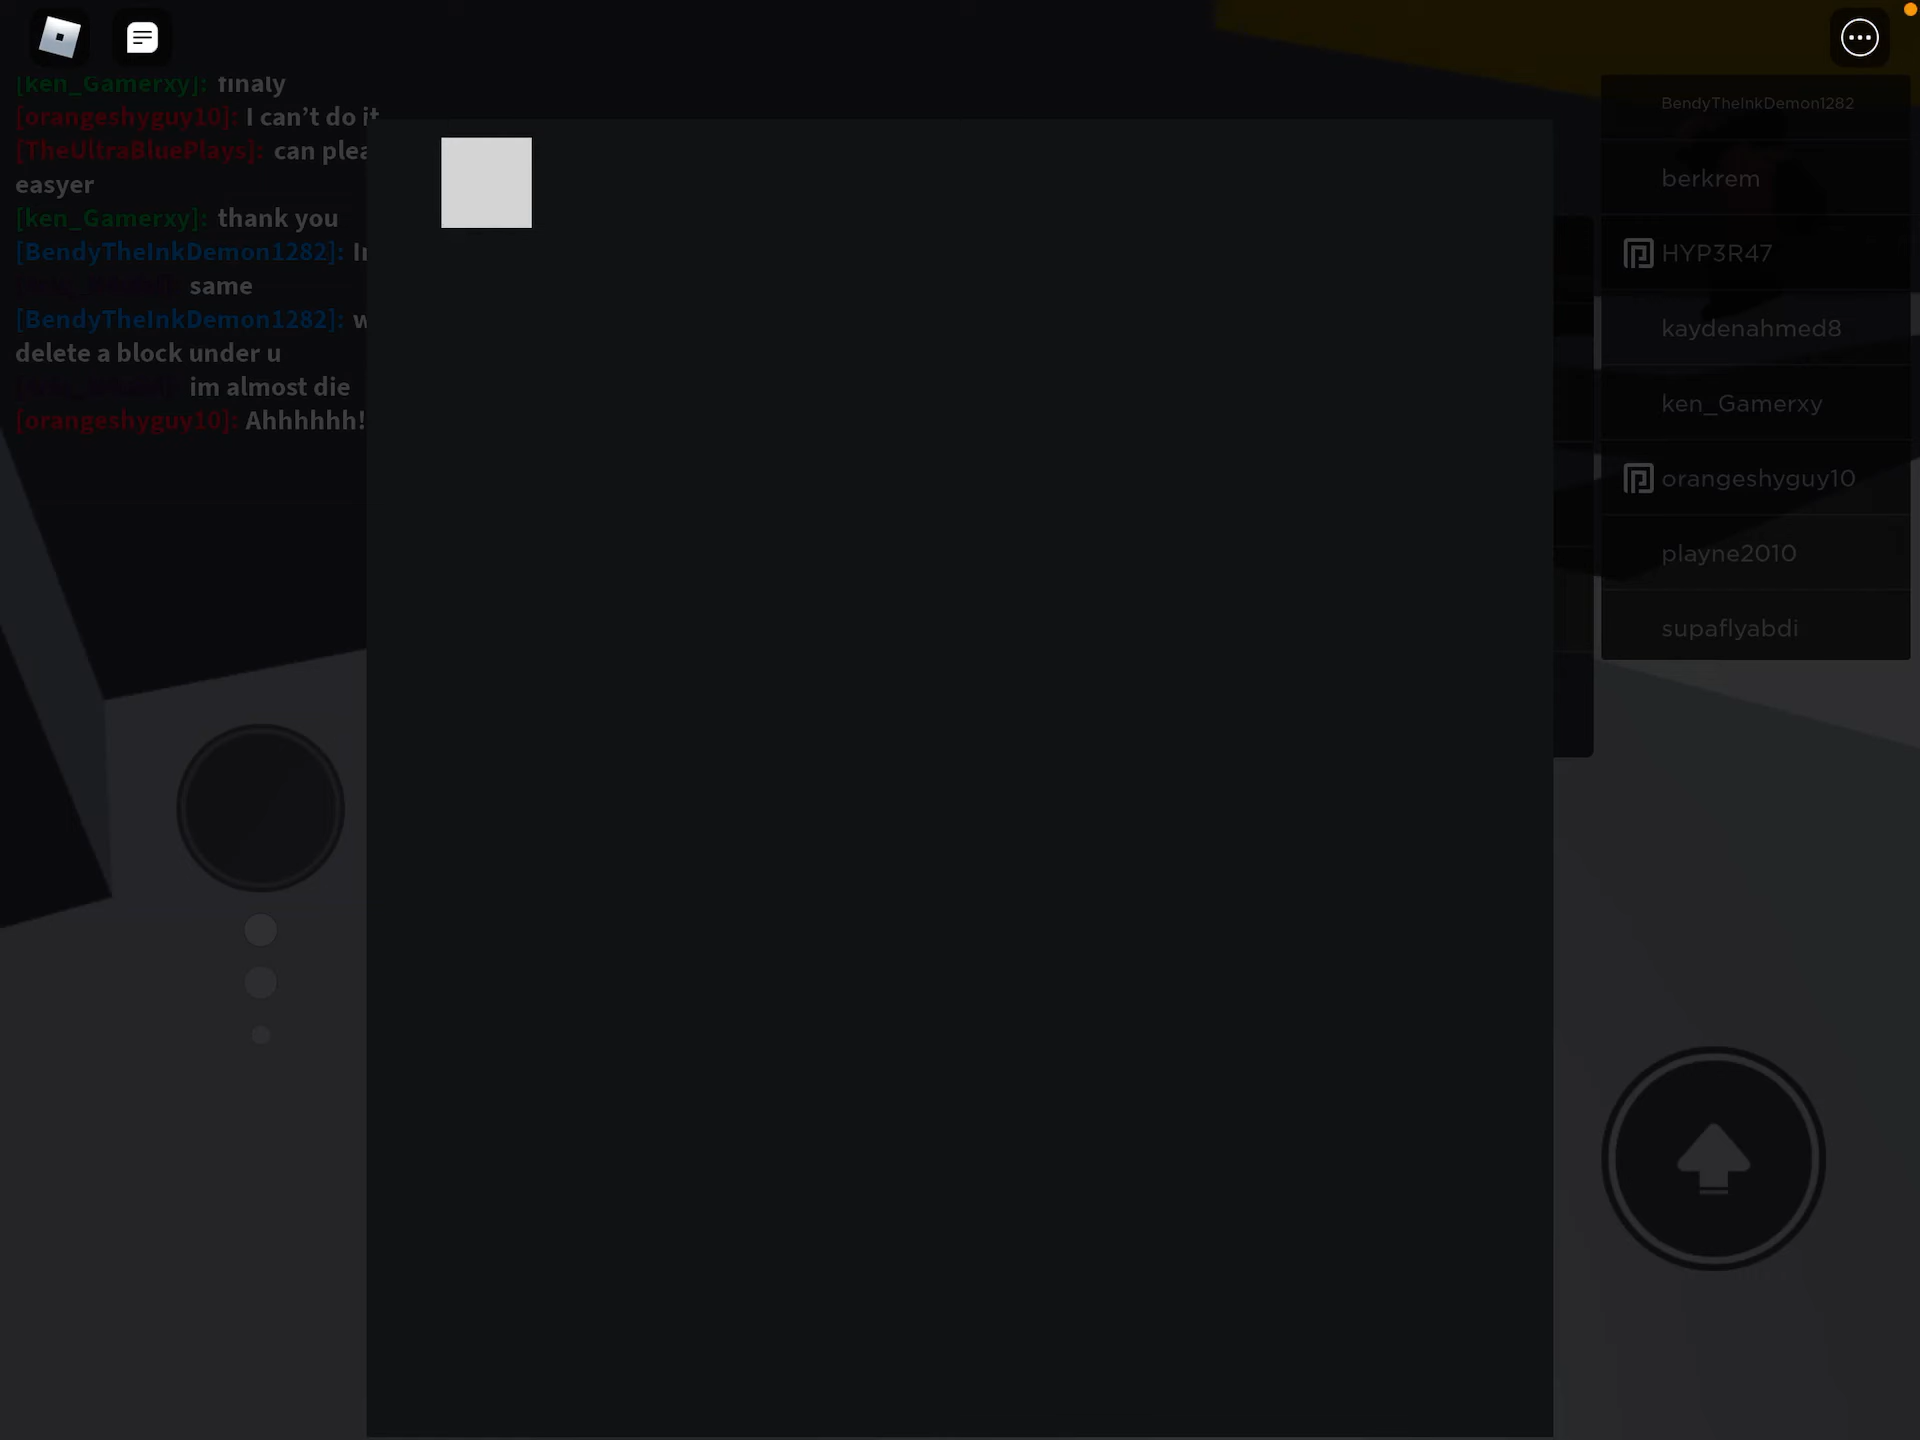 [ken_Gamerxy]: finaly
[orangeshyguy10]: I can't do it
[TheUltraBluePlays]: can
easyer
[ken_Gamerxy]: thank you
[BendyTheInkDemon1282]:
same
[BendyTheInkDemon1282]:
delete a block under u
im almost die
[orangeshyguy10]: Ahhhhhh!
BendyTheInkDemon1282
berkrem
HYP3R47
kaydenahmed8
ken_Gamerxy
orangeshyguy10
playne2010
supaflyabdi